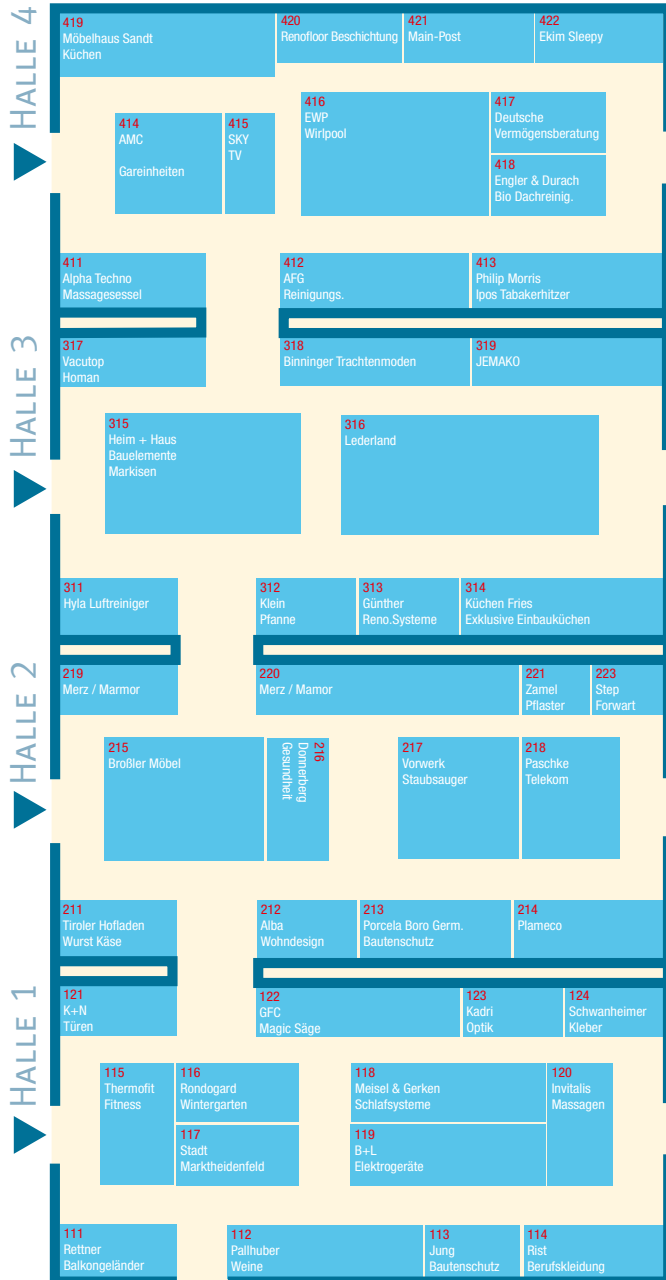 HALLE 4
419
Möbelhaus Sandt
Küchen
420
Renofloor Beschichtung
421
Main-Post
422
Ekim Sleepy
414
AMC
Gareinheiten
415
SKY
TV
416
EWP
Wirlpool
417
Deutsche
Vermögensberatung
418
Engler & Durach
Bio Dachreinig.
411
Alpha Techno
Massagesessel
412
AFG
Reinigungs.
413
Philip Morris
Ipos Tabakerhitzer
HALLE 3
317
Vacutop
Homan
318
Binninger Trachtenmoden
319
JEMAKO
315
Heim + Haus
Bauelemente
Markisen
316
Lederland
311
Hyla Luftreiniger
312
Klein
Pfanne
313
Günther
Reno.Systeme
314
Küchen Fries
Exklusive Einbauküchen
HALLE 2
219
Merz / Marmor
220
Merz / Mamor
221
Zamel
Pflaster
223
Step
Forwart
215
Broßler Möbel
216
Donnerberg
Gesundheit
217
Vorwerk
Staubsauger
218
Paschke
Telekom
211
Tiroler Hofladen
Wurst Käse
212
Alba
Wohndesign
213
Porcela Boro Germ.
Bautenschutz
214
Plameco
HALLE 1
121
K+N
Türen
122
GFC
Magic Säge
123
Kadri
Optik
124
Schwanheimer
Kleber
115
Thermofit
Fitness
116
Rondogard
Wintergarten
117
Stadt
Marktheidenfeld
118
Meisel & Gerken
Schlafsysteme
119
B+L
Elektrogeräte
120
Invitalis
Massagen
111
Rettner
Balkongeländer
112
Pallhuber
Weine
113
Jung
Bautenschutz
114
Rist
Berufskleidung